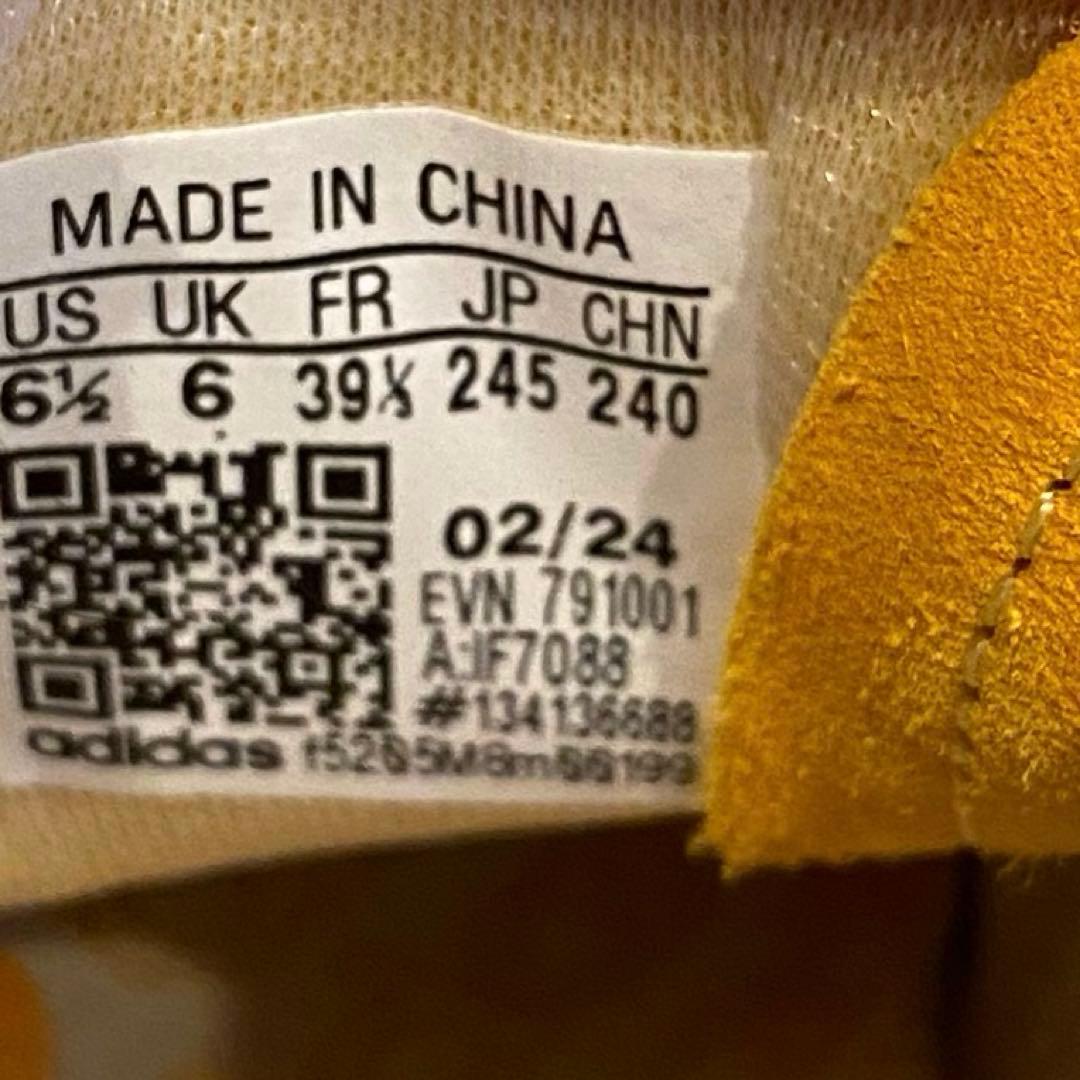 MADE IN CHINA
US UK FR JP CHN
6½ 6 39⅓ 245 240
02/24
EVN 791001
A:IF7088
#134136688
adidas